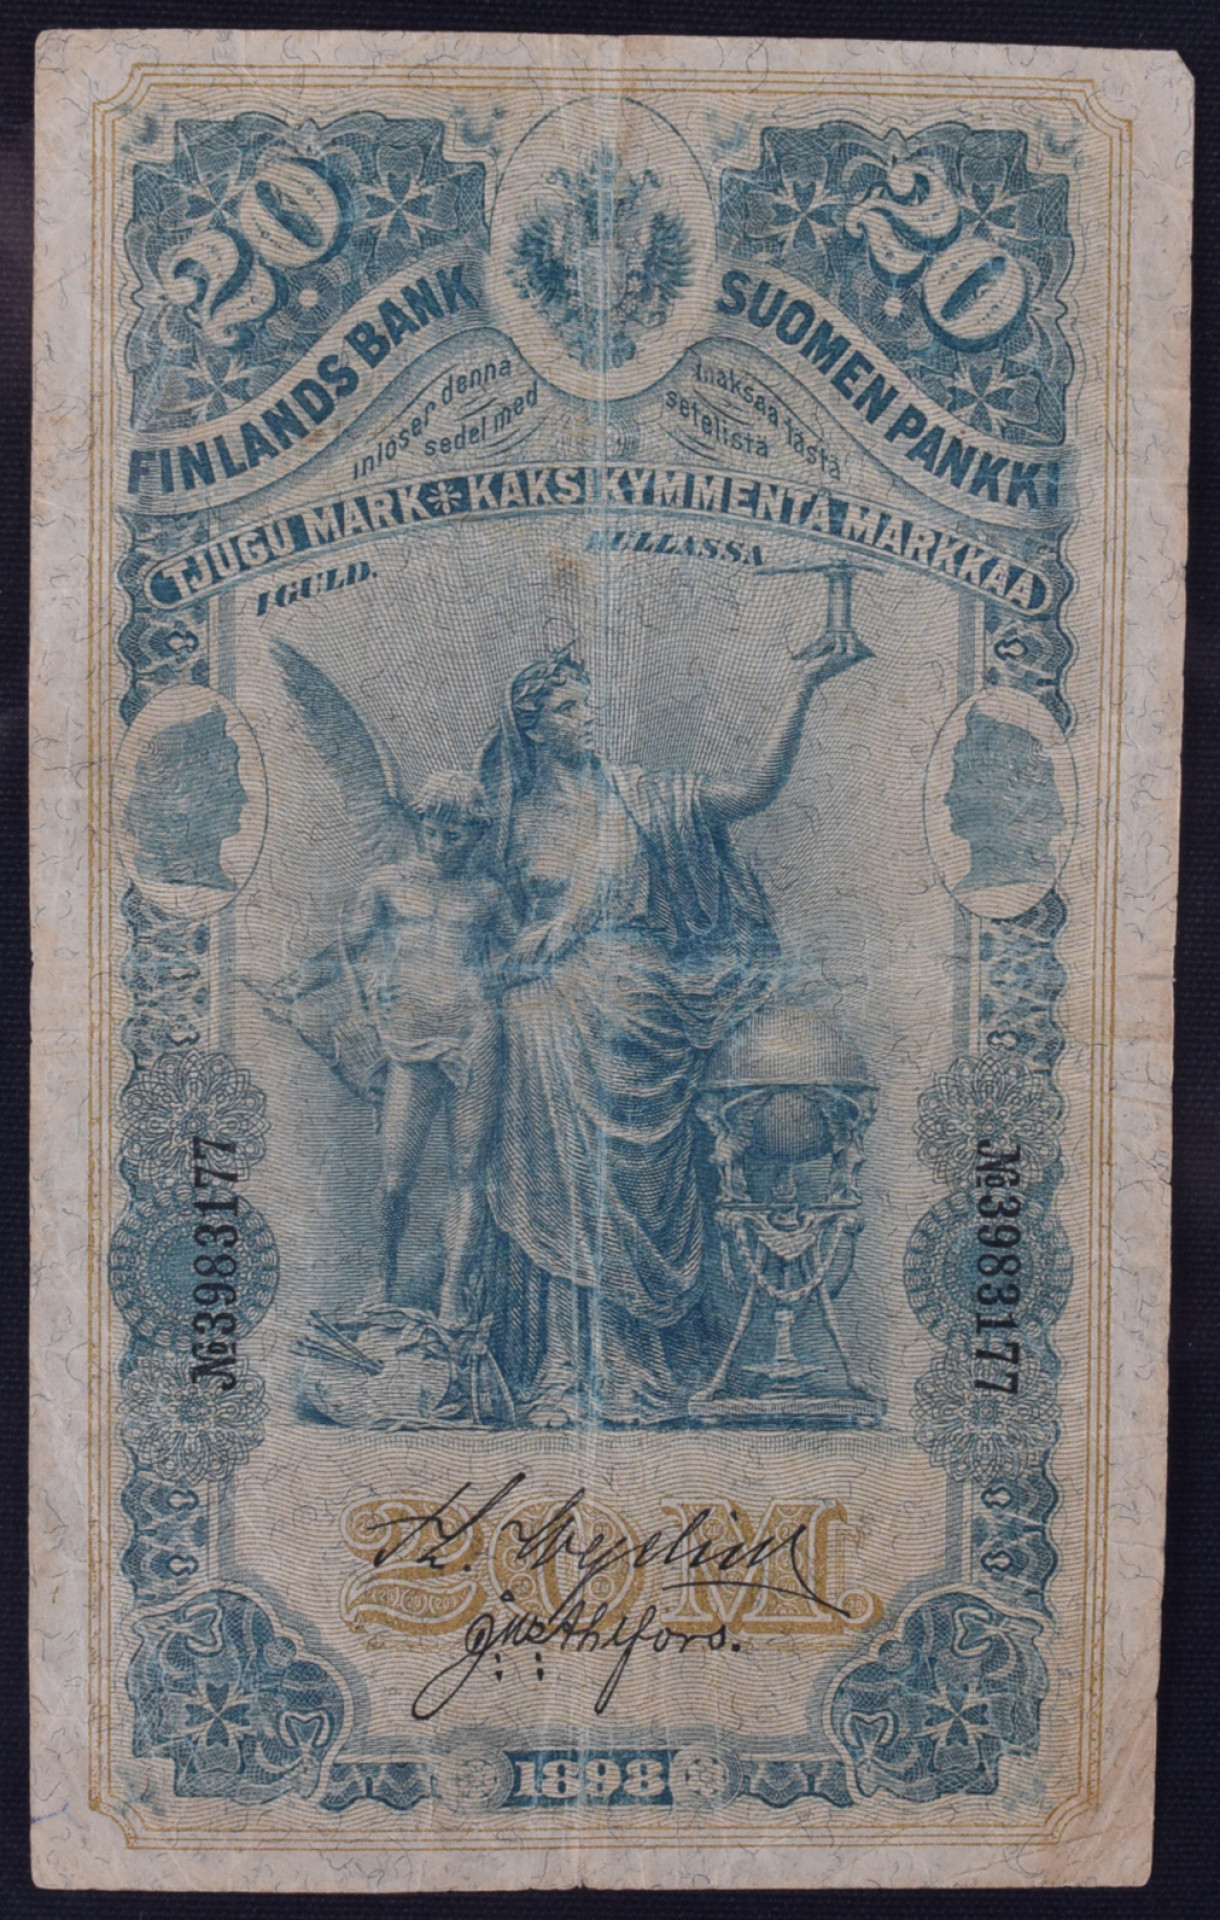 20 20
FINLANDS BANK SUOMEN PANKKI
inlöser denna maksaa tästä
sedel med setelistä
TJUGU MARK KAKSIKYMMENTÄ MARKKAA
I GULD. KULLASSA
№3983177 №3983177
20 M.
1898